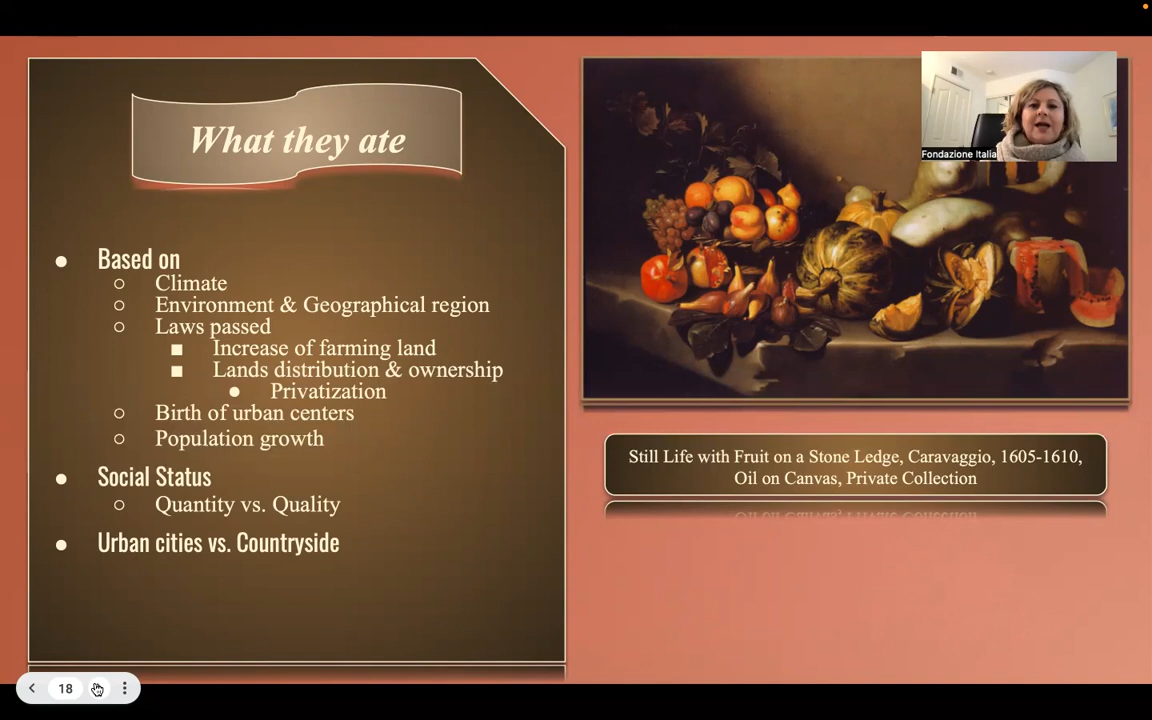 What they ate
Based on
Climate
Environment & Geographical region
Laws passed
Increase of farming land
Lands distribution & ownership
Privatization
Birth of urban centers
Population growth
Social Status
Quantity vs. Quality
Urban cities vs. Countryside
Fondazione Italia
Still Life with Fruit on a Stone Ledge, Caravaggio, 1605-1610,
Oil on Canvas, Private Collection
18